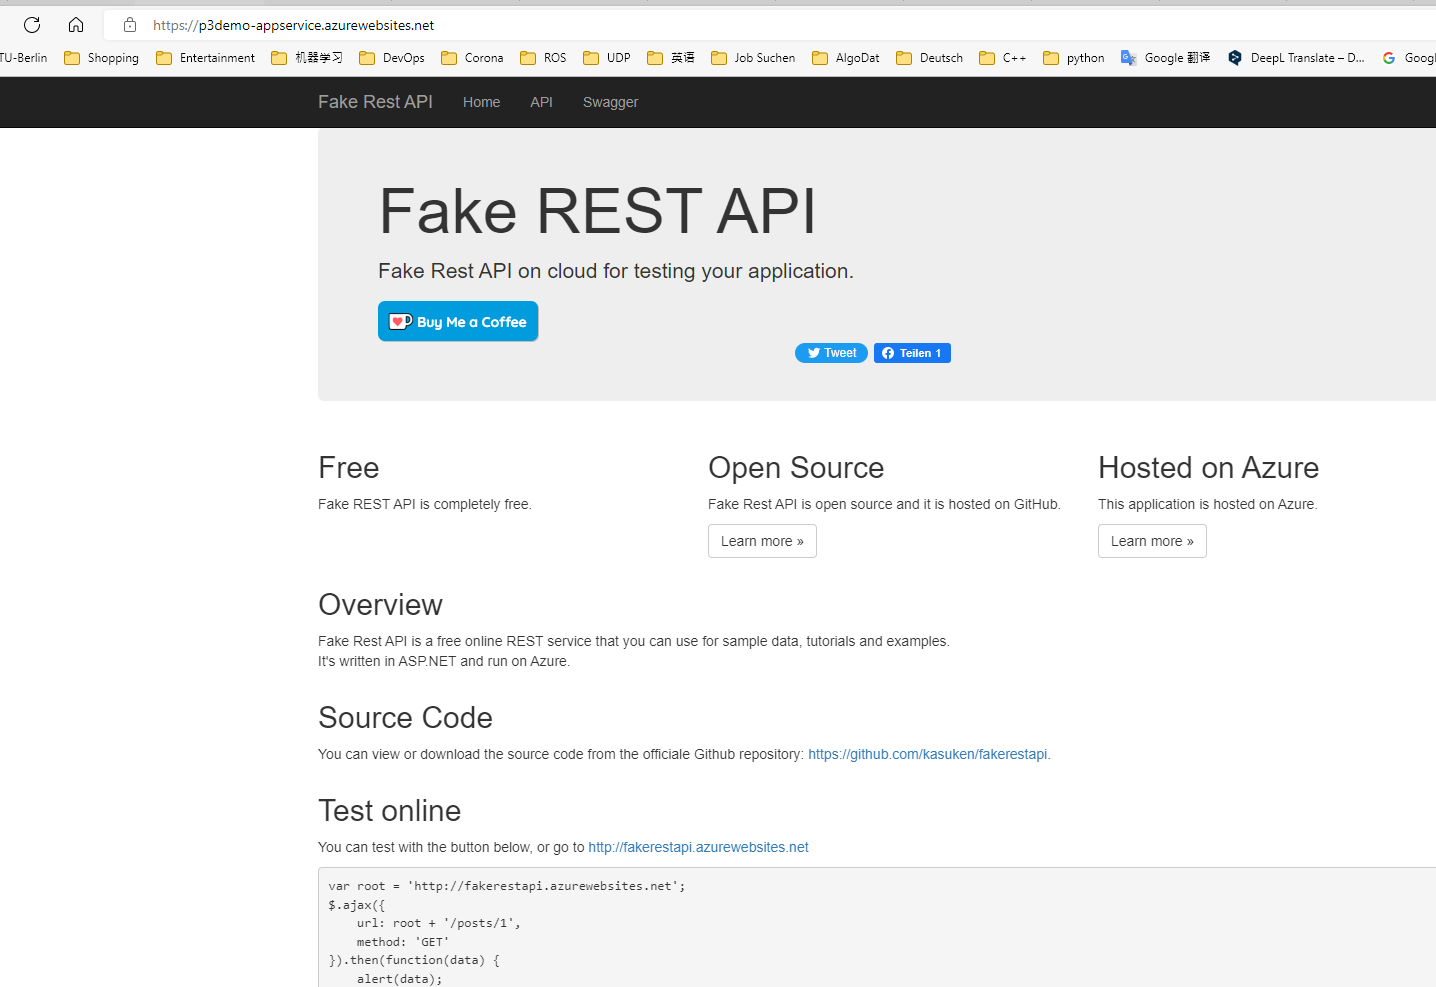 https://p3demo-appservice.azurewebsites.net
TU-Berlin Shopping Entertainment 机器学习 DevOps Corona ROS UDP 英语 Job Suchen AlgoDat Deutsch C++ python Google 翻译 DeepL Translate – D... Googl
Fake Rest API Home API Swagger
Fake REST API
Fake Rest API on cloud for testing your application.
Buy Me a Coffee
Tweet Teilen 1
Free
Fake REST API is completely free.
Open Source
Fake Rest API is open source and it is hosted on GitHub.
Learn more »
Hosted on Azure
This application is hosted on Azure.
Learn more »
Overview
Fake Rest API is a free online REST service that you can use for sample data, tutorials and examples.
It's written in ASP.NET and run on Azure.
Source Code
You can view or download the source code from the officiale Github repository: https://github.com/kasuken/fakerestapi.
Test online
You can test with the button below, or go to http://fakerestapi.azurewebsites.net
var root = 'http://fakerestapi.azurewebsites.net';
$.ajax({
url: root + '/posts/1',
method: 'GET'
}).then(function(data) {
alert(data);